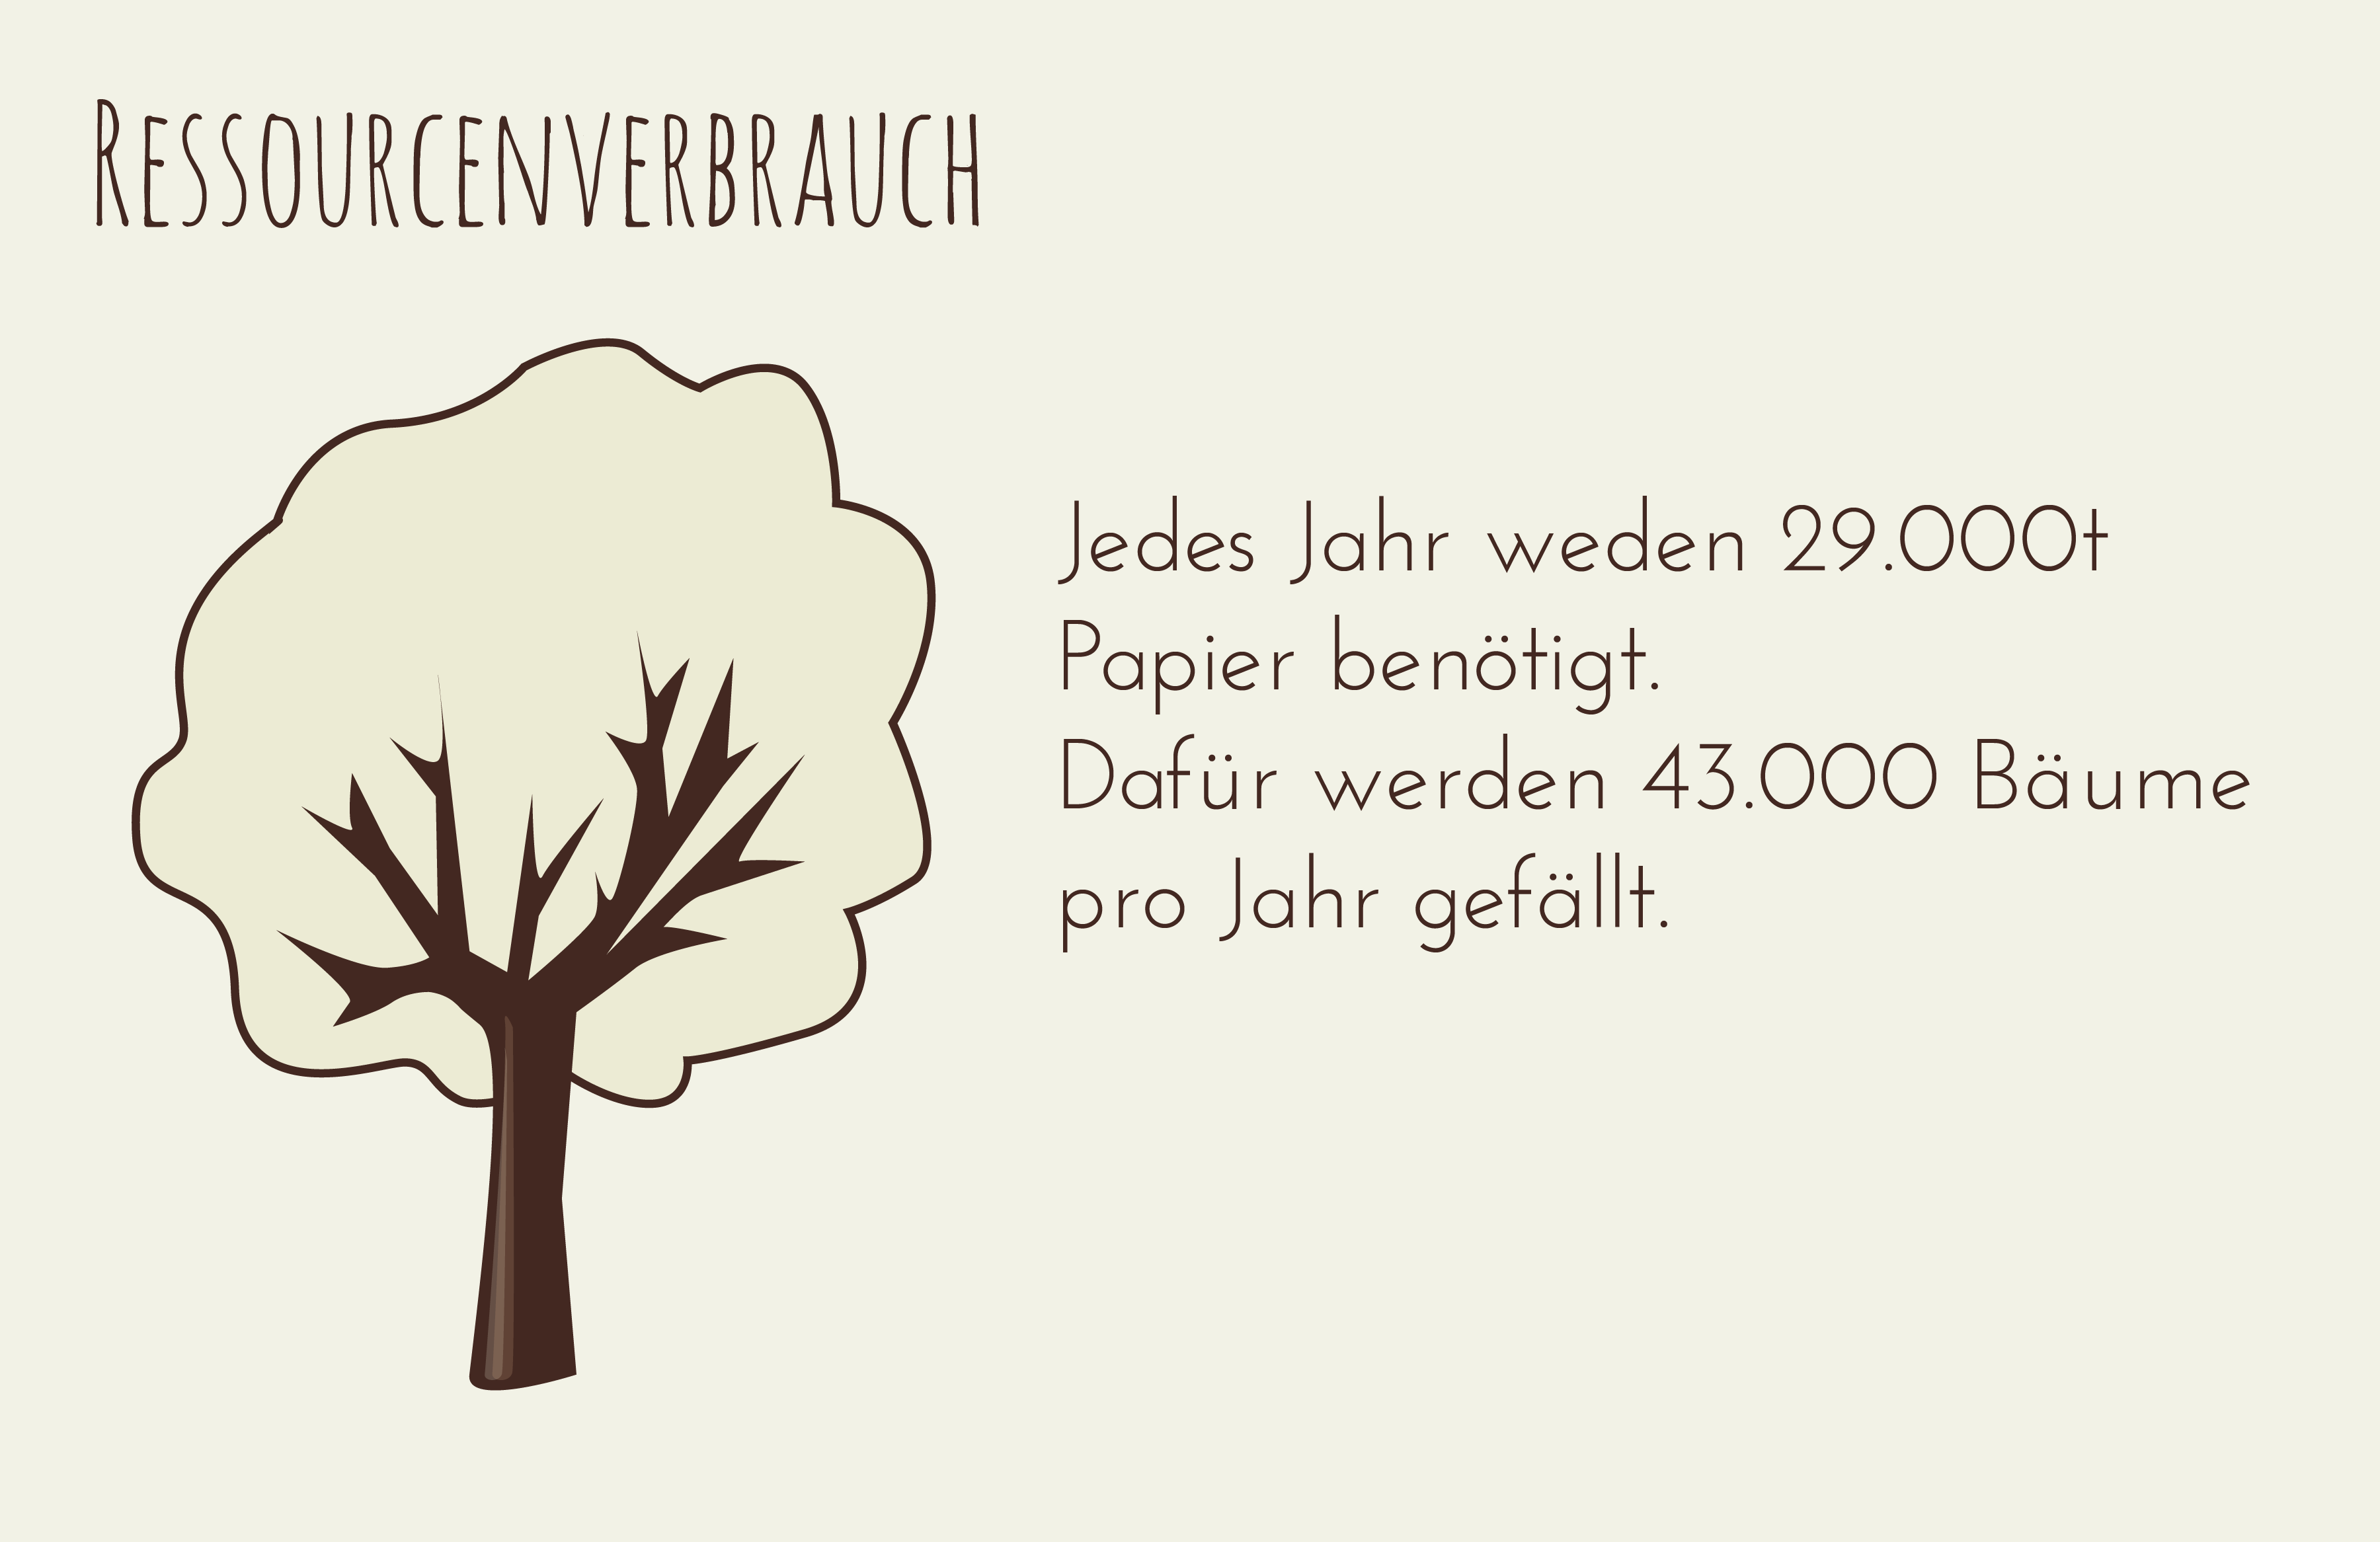 Ressourcenverbrauch
Jedes Jahr weden 29.000t
Papier benötigt.
Dafür werden 43.000 Bäume
pro Jahr gefällt.